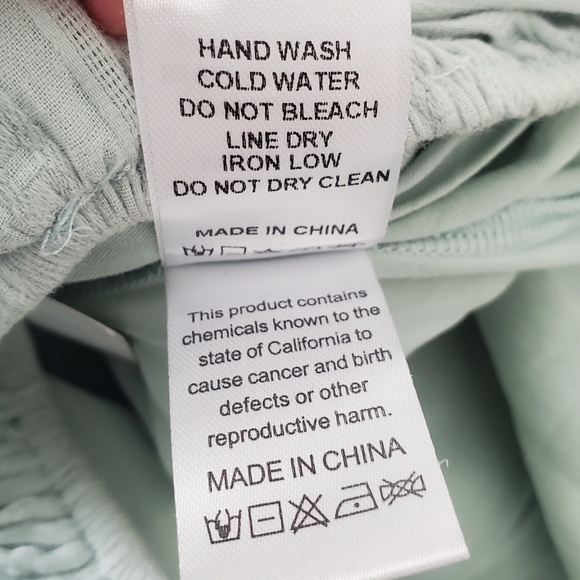 HAND WASH
COLD WATER
DO NOT BLEACH
LINE DRY
IRON LOW
DO NOT DRY CLEAN
MADE IN CHINA
This product contains
chemicals known to the
state of California to
cause cancer and birth
defects or other
reproductive harm.
MADE IN CHINA